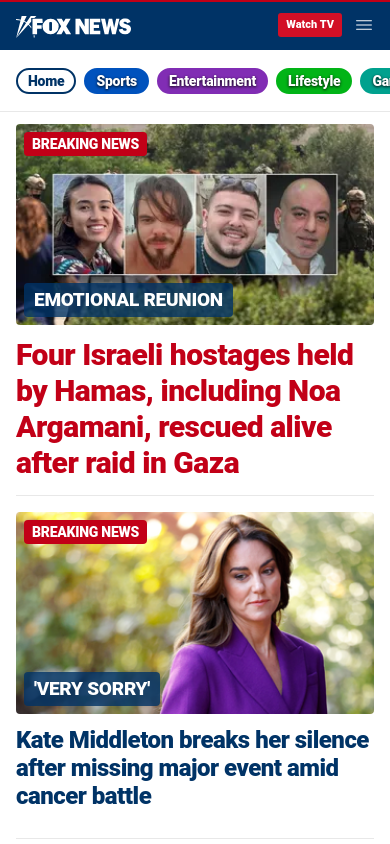 FOX NEWS
Watch TV
Home Sports Entertainment Lifestyle Ga
BREAKING NEWS
EMOTIONAL REUNION
Four Israeli hostages held
by Hamas, including Noa
Argamani, rescued alive
after raid in Gaza
BREAKING NEWS
'VERY SORRY'
Kate Middleton breaks her silence
after missing major event amid
cancer battle